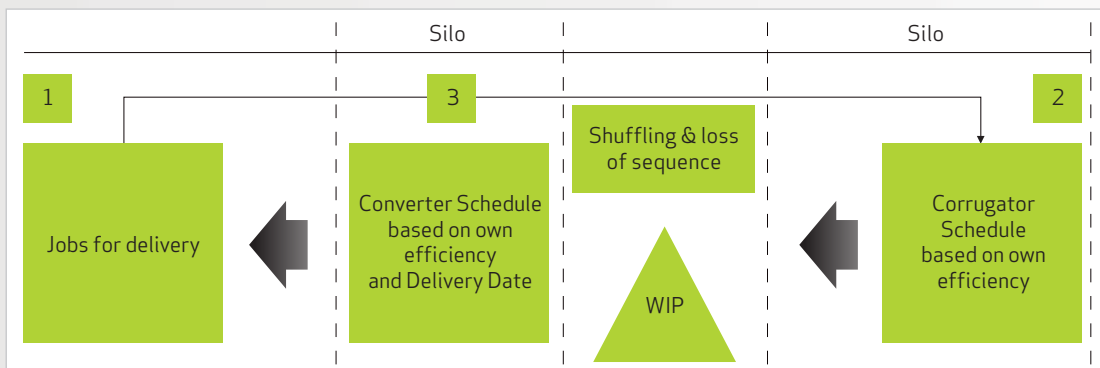 Silo
Silo
1
3
2
Shuffling & loss
of sequence
Jobs for delivery
Converter Schedule
based on own
efficiency
and Delivery Date
WIP
Corrugator
Schedule
based on own
efficiency